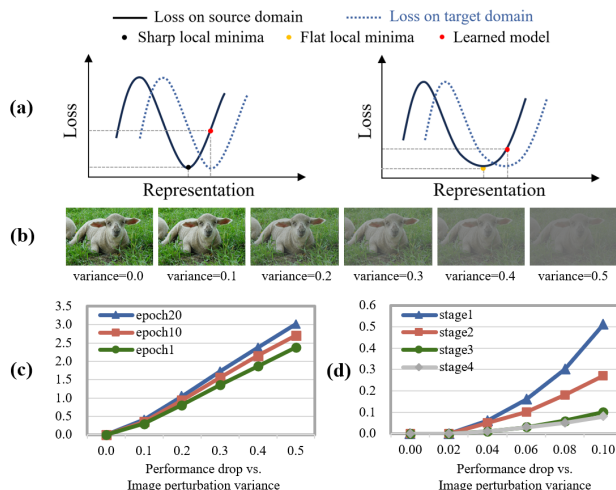 Loss on source domain Loss on target domain
Sharp local minima Flat local minima Learned model
(a)
Loss
Representation
Loss
Representation
(b)
variance=0.0 variance=0.1 variance=0.2 variance=0.3 variance=0.4 variance=0.5
(c)
3.5
3.0
2.5
2.0
1.5
1.0
0.5
0.0
epoch20
epoch10
epoch1
0.0 0.1 0.2 0.3 0.4 0.5
Performance drop vs.
Image perturbation variance
(d)
0.6
0.5
0.4
0.3
0.2
0.1
0
stage1
stage2
stage3
stage4
0.00 0.02 0.04 0.06 0.08 0.10
Performance drop vs.
Image perturbation variance